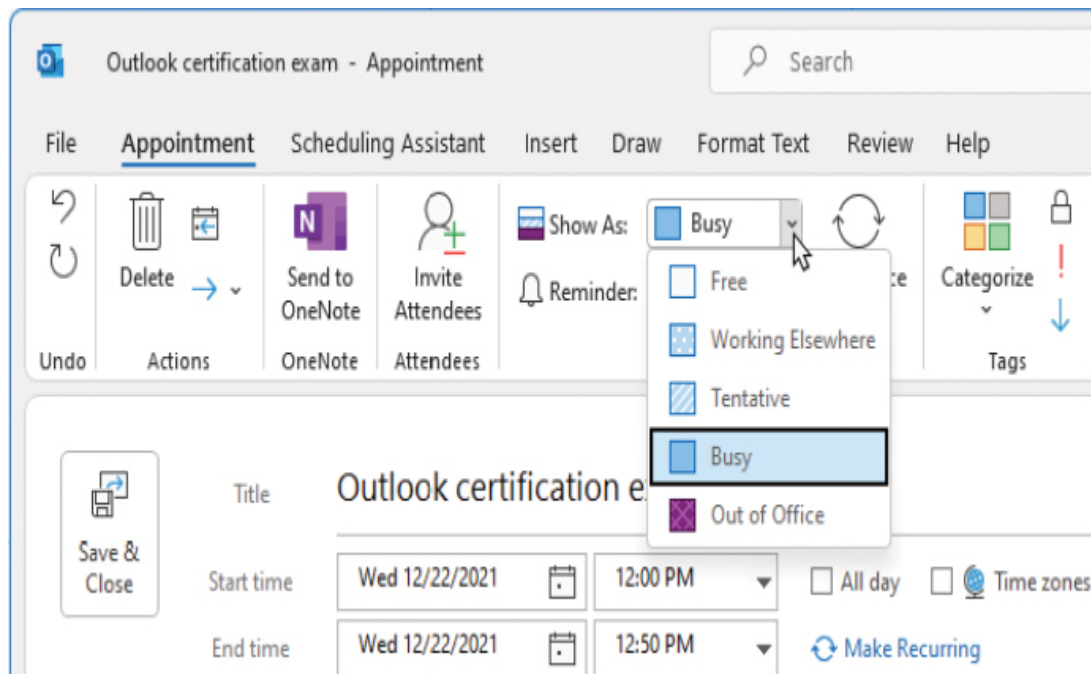 Outlook certification exam - Appointment
Search
File Appointment Scheduling Assistant Insert Draw Format Text Review Help
Delete
Send to
OneNote
Invite
Attendees
Show As: Busy
Reminder:
Categorize
Undo Actions OneNote Attendees Tags
Free
Working Elsewhere
Tentative
Busy
Out of Office
Save &
Close
Title Outlook certification e
Start time Wed 12/22/2021 12:00 PM All day Time zones
End time Wed 12/22/2021 12:50 PM Make Recurring